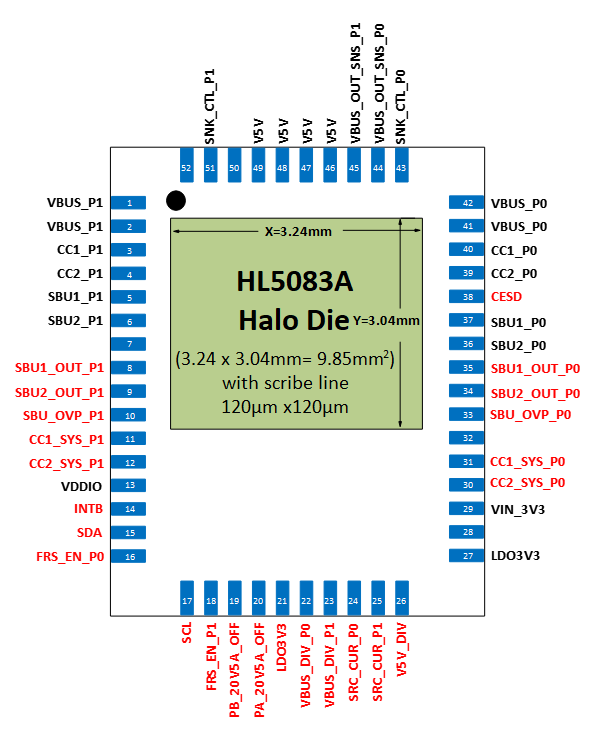 SNK_CTL_P1
V5V
V5V
V5V
V5V
VBUS_OUT_SNS_P1
VBUS_OUT_SNS_P0
SNK_CTL_P0
52
51
50
49
48
47
46
45
44
43
VBUS_P1 1
VBUS_P1 2
CC1_P1 3
CC2_P1 4
SBU1_P1 5
SBU2_P1 6
7
SBU1_OUT_P1 8
SBU2_OUT_P1 9
SBU_OVP_P1 10
CC1_SYS_P1 11
CC2_SYS_P1 12
VDDIO 13
INTB 14
SDA 15
FRS_EN_P0 16
X=3.24mm
HL5083A
Halo Die
Y=3.04mm
(3.24 x 3.04mm= 9.85mm²)
with scribe line
120µm x120µm
42 VBUS_P0
41 VBUS_P0
40 CC1_P0
39 CC2_P0
38 CESD
37 SBU1_P0
36 SBU2_P0
35 SBU1_OUT_P0
34 SBU2_OUT_P0
33 SBU_OVP_P0
32
31 CC1_SYS_P0
30 CC2_SYS_P0
29 VIN_3V3
28
27 LDO3V3
17
18
19
20
21
22
23
24
25
26
SCL
FRS_EN_P1
PB_20V5A_OFF
PA_20V5A_OFF
LDO3V3
VBUS_DIV_P0
VBUS_DIV_P1
SRC_CUR_P0
SRC_CUR_P1
V5V_DIV